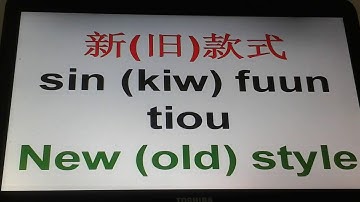 新(旧)款式
sin (kiw) fuun
tiou
New (old) style
TOSHIBA